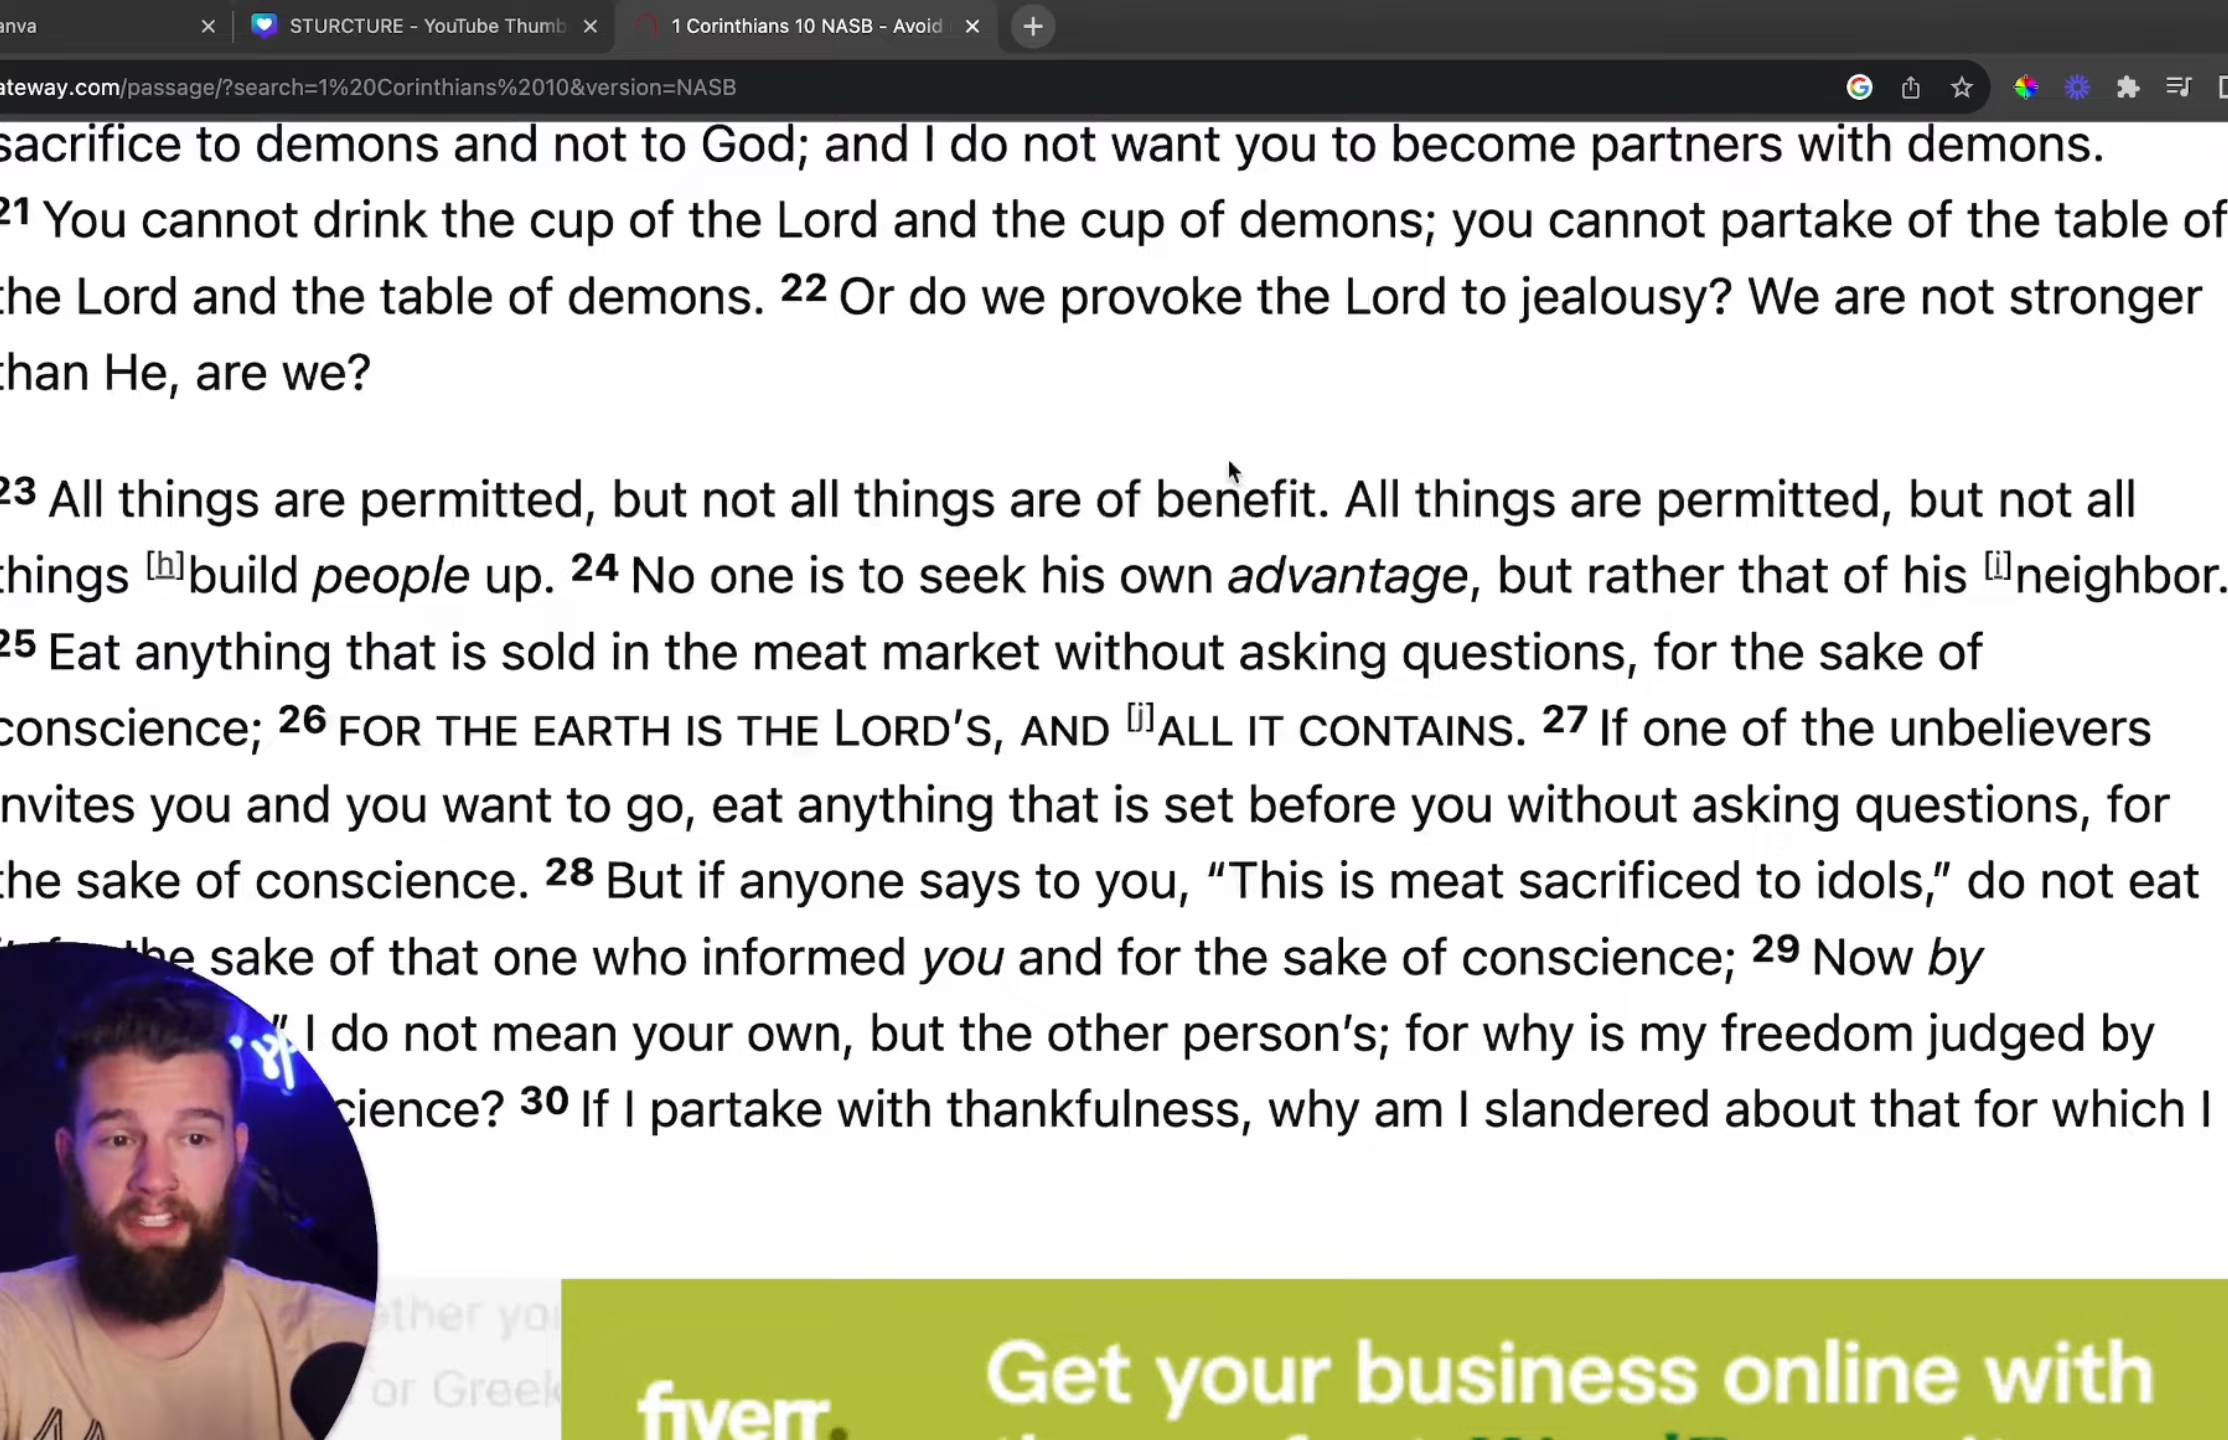 anva
STURCTURE - YouTube Thumb
1 Corinthians 10 NASB - Avoid
ateway.com/passage/?search=1%20Corinthians%2010&version=NASB
sacrifice to demons and not to God; and I do not want you to become partners with demons.
21 You cannot drink the cup of the Lord and the cup of demons; you cannot partake of the table of
the Lord and the table of demons. 22 Or do we provoke the Lord to jealousy? We are not stronger
than He, are we?
23 All things are permitted, but not all things are of benefit. All things are permitted, but not all
things [h]build people up. 24 No one is to seek his own advantage, but rather that of his [i]neighbor.
25 Eat anything that is sold in the meat market without asking questions, for the sake of
conscience; 26 FOR THE EARTH IS THE LORD’S, AND [j]ALL IT CONTAINS. 27 If one of the unbelievers
nvites you and you want to go, eat anything that is set before you without asking questions, for
the sake of conscience. 28 But if anyone says to you, “This is meat sacrificed to idols,” do not eat
the sake of that one who informed you and for the sake of conscience; 29 Now by
” I do not mean your own, but the other person’s; for why is my freedom judged by
cience? 30 If I partake with thankfulness, why am I slandered about that for which I
ether you
or Greek
Get your business online with
fiverr.